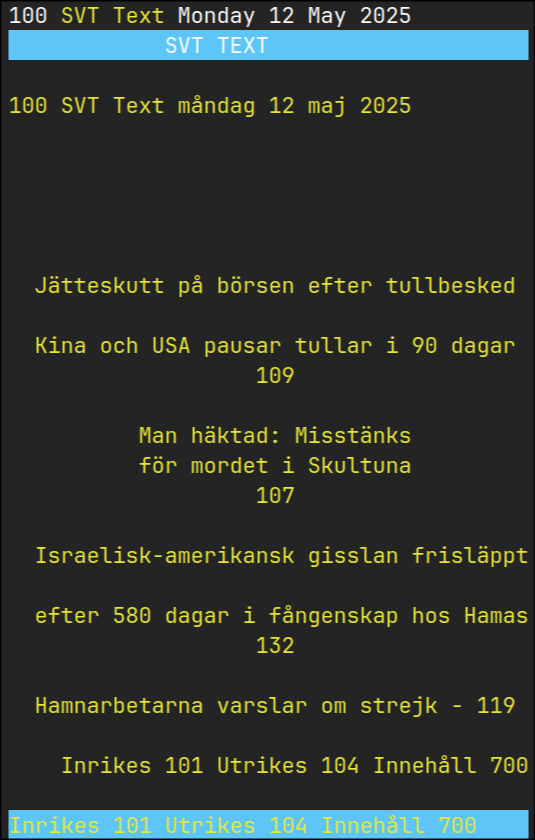 100 SVT Text Monday 12 May 2025
SVT TEXT
100 SVT Text måndag 12 maj 2025
Jätteskutt på börsen efter tullbesked
Kina och USA pausar tullar i 90 dagar
109
Man häktad: Misstänks
för mordet i Skultuna
107
Israelisk-amerikansk gisslan frisläppt
efter 580 dagar i fångenskap hos Hamas
132
Hamnarbetarna varslar om strejk - 119
Inrikes 101 Utrikes 104 Innehåll 700
Inrikes 101 Utrikes 104 Innehåll 700